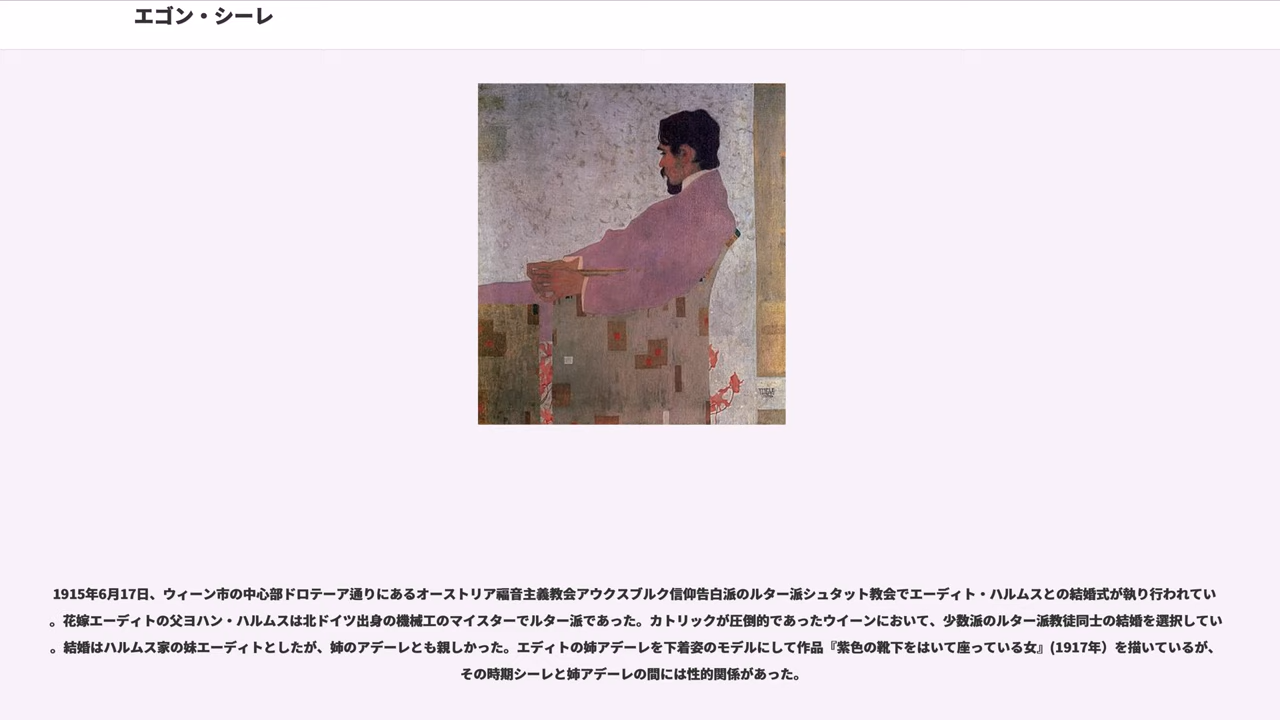 エゴン・シーレ
1915年6月17日、ウィーン市の中心部ドロテーア通りにあるオーストリア福音主義教会アウクスブルク信仰告白派のルター派シュタット教会でエーディト・ハルムスとの結婚式が執り行われてい
。花嫁エーディトの父ヨハン・ハルムスは北ドイツ出身の機械工のマイスターでルター派であった。カトリックが圧倒的であったウイーンにおいて、少数派のルター派教徒同士の結婚を選択してい
。結婚はハルムス家の妹エーディトとしたが、姉のアデーレとも親しかった。エディトの姉アデーレを下着姿のモデルにして作品『紫色の靴下をはいて座っている女』(1917年）を描いているが、
その時期シーレと姉アデーレの間には性的関係があった。